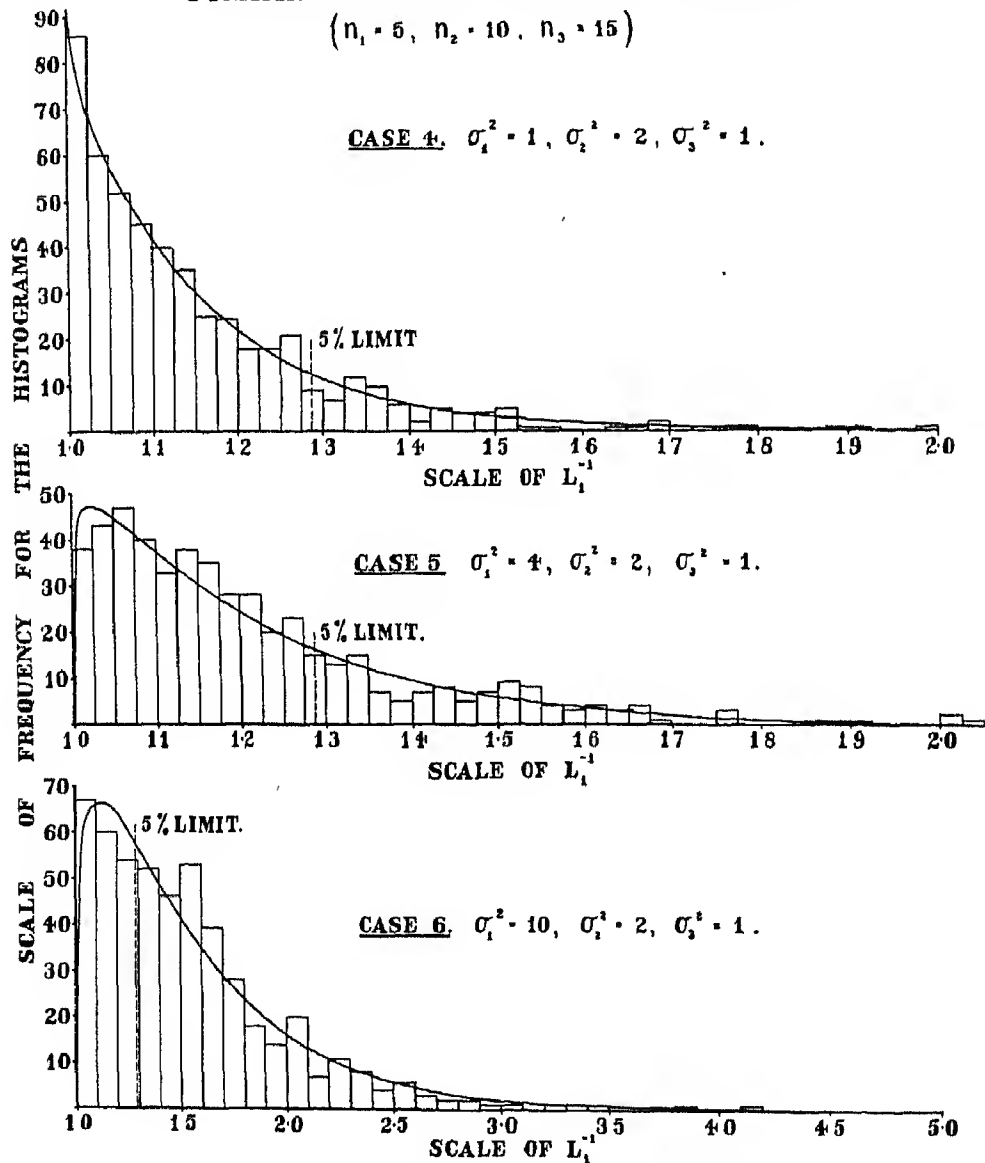 (n₁ = 5, n₂ = 10, n₃ = 15)
SCALE OF FREQUENCY FOR THE HISTOGRAMS
90
80
70
60
50
40
30
20
10
CASE 4. σ₁² = 1, σ₂² = 2, σ₃² = 1.
5% LIMIT
1·0 1·1 1·2 1·3 1·4 1·5 1·6 1·7 1·8 1·9 2·0
SCALE OF L₁⁻¹
50
40
30
20
10
CASE 5 σ₁² = 4, σ₂² = 2, σ₃² = 1.
5% LIMIT.
1·0 1·1 1·2 1·3 1·4 1·5 1·6 1·7 1·8 1·9 2·0
SCALE OF L₁⁻¹
70
60
50
40
30
20
10
5% LIMIT.
CASE 6. σ₁² = 10, σ₂² = 2, σ₃² = 1.
1·0 1·5 2·0 2·5 3·0 3·5 4·0 4·5 5·0
SCALE OF L₁⁻¹